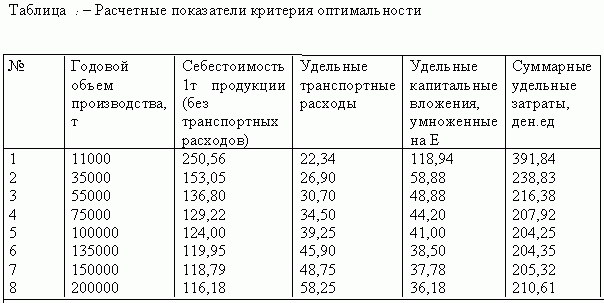 Таблица : – Расчетные показатели критерия оптимальности
№ Годовой объем производства, т Себестоимость 1т продукции (без транспортных расходов) Удельные транспортные расходы Удельные капитальные вложения, умноженные на Е Суммарные удельные затраты, ден.ед
1 11000 250,56 22,34 118,94 391,84
2 35000 153,05 26,90 58,88 238,83
3 55000 136,80 30,70 48,88 216,38
4 75000 129,22 34,50 44,20 207,92
5 100000 124,00 39,25 41,00 204,25
6 135000 119,95 45,90 38,50 204,35
7 150000 118,79 48,75 37,78 205,32
8 200000 116,18 58,25 36,18 210,61